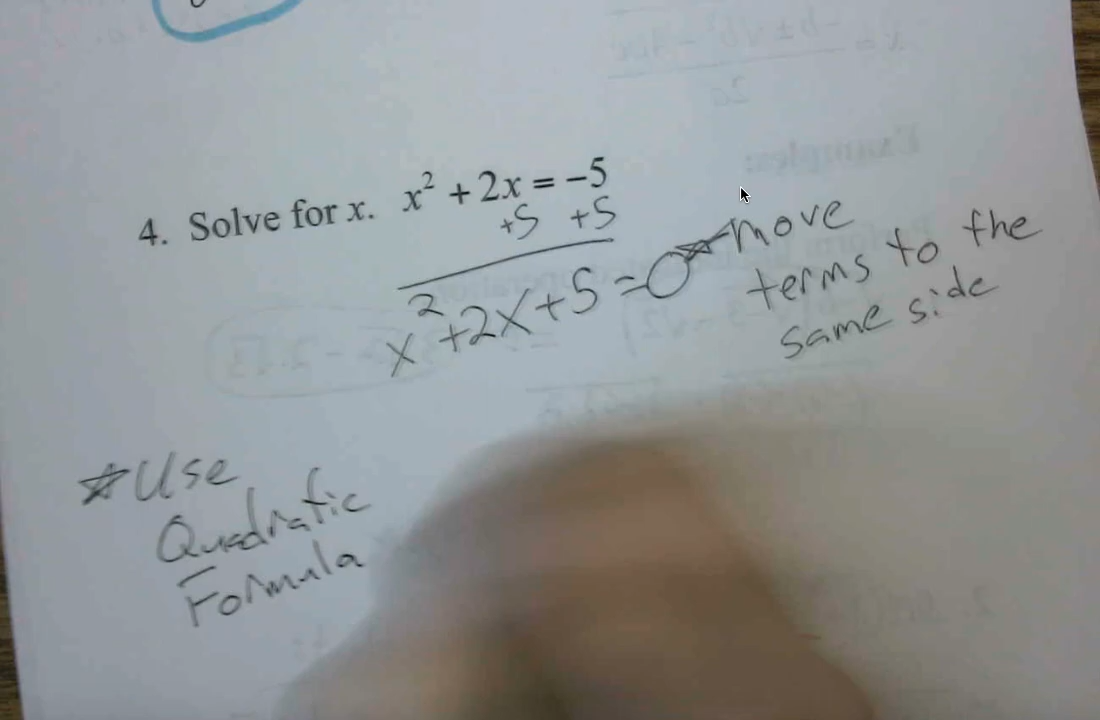 4. Solve for x. x² + 2x = −5
+5 +5
x²+2x+5=0
*move
terms to the
same side
*Use
Quadratic
Formula